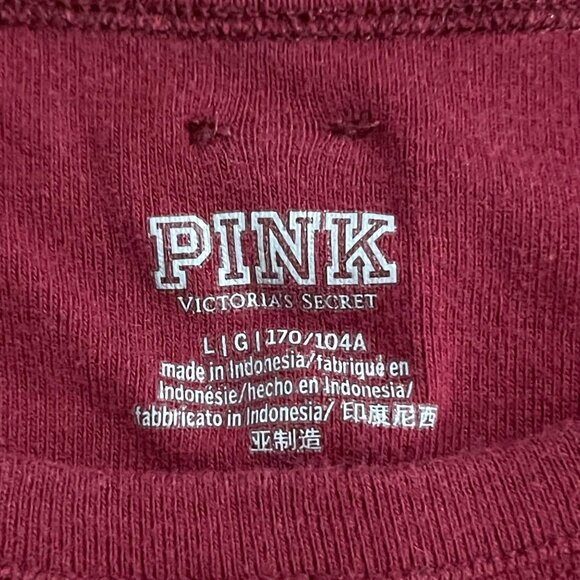 PINK
VICTORIA'S SECRET
L | G | 170/104A
made in Indonesia/fabriqué en
Indonésie/hecho en Indonesia/
fabbricato in Indonesia/ 印度尼西
亚制造